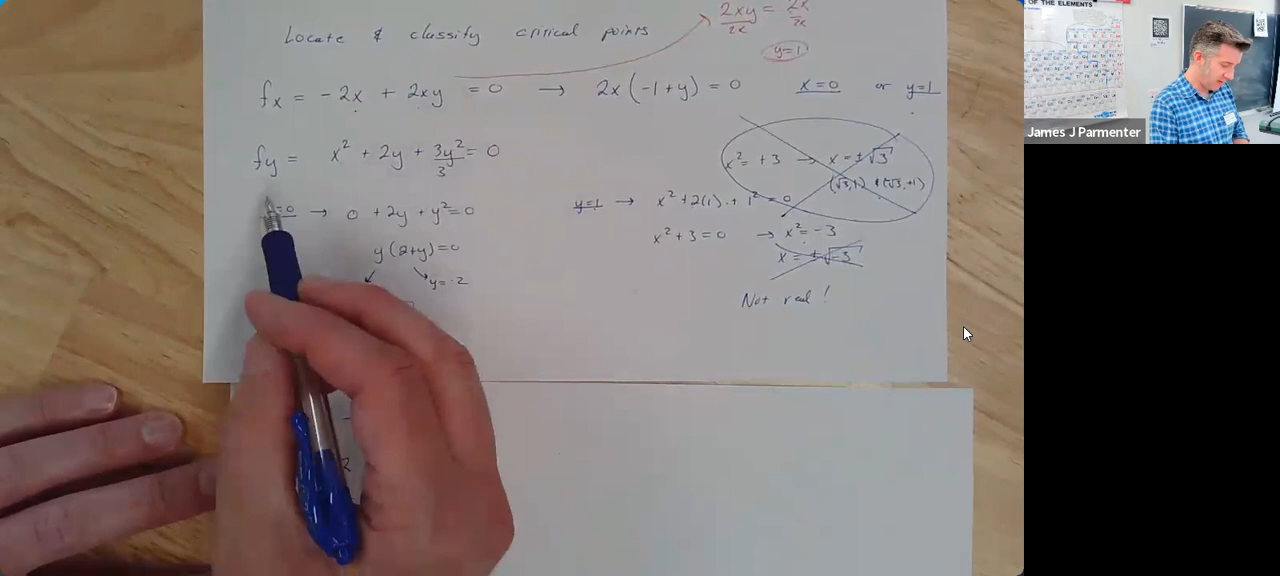 2xy = 2x
2x 2x
y=1
Locate & classify critical points
fx = -2x + 2xy = 0 → 2x(-1+y) = 0 x=0 or y=1
fy = x² + 2y + 3y²/3 = 0
x² = +3 → x = ±√3
(√3,1) & (√3,+1)
=0 → 0 + 2y + y² = 0
y(2+y)=0
y=-2
y=1 → x² + 2(1) + 1² = 0
x² + 3 = 0 → x² = -3
x = ±√-3
Not real!
OF THE ELEMENTS
James J Parmenter